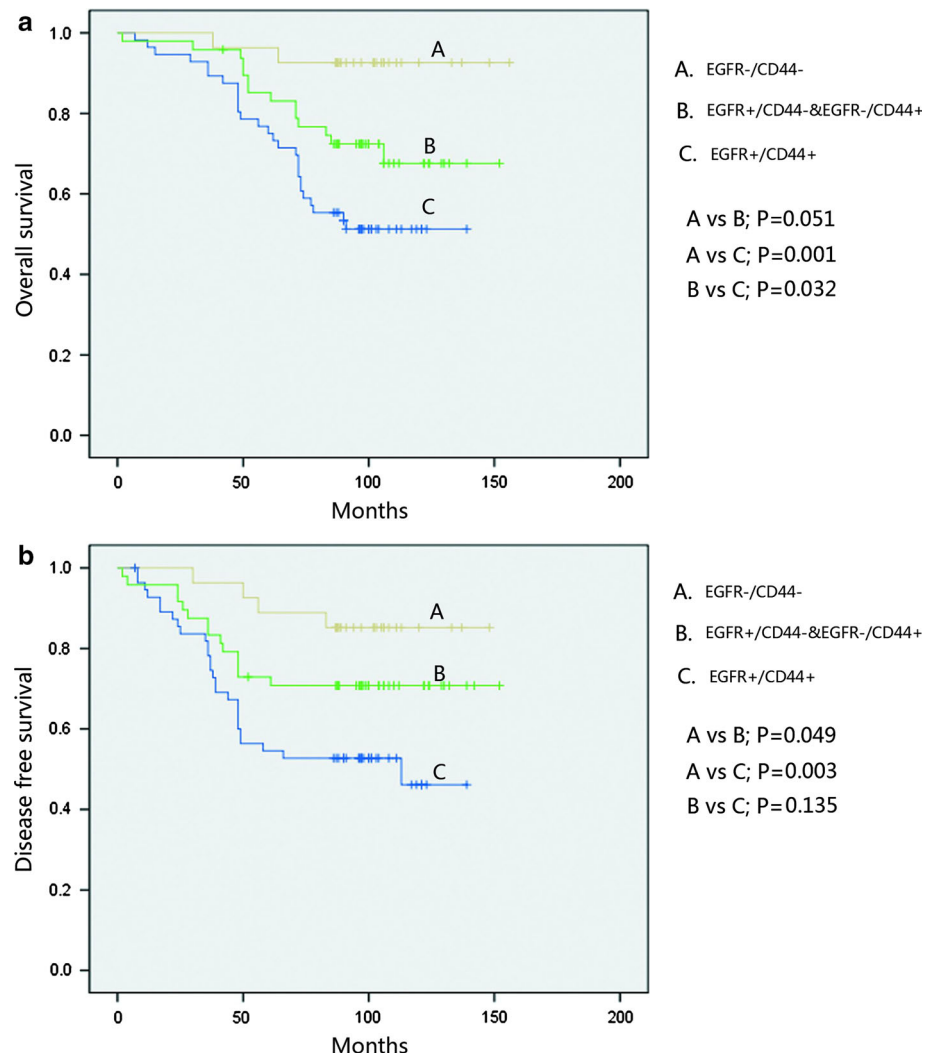 a
1.0
0.8
0.6
0.4
0.2
0.0
Overall survival
A
B
C
0 50 100 150 200
Months
A. EGFR-/CD44-
B. EGFR+/CD44-&EGFR-/CD44+
C. EGFR+/CD44+
A vs B; P=0.051
A vs C; P=0.001
B vs C; P=0.032
b
1.0
0.8
0.6
0.4
0.2
0.0
Disease free survival
A
B
C
0 50 100 150 200
Months
A. EGFR-/CD44-
B. EGFR+/CD44-&EGFR-/CD44+
C. EGFR+/CD44+
A vs B; P=0.049
A vs C; P=0.003
B vs C; P=0.135